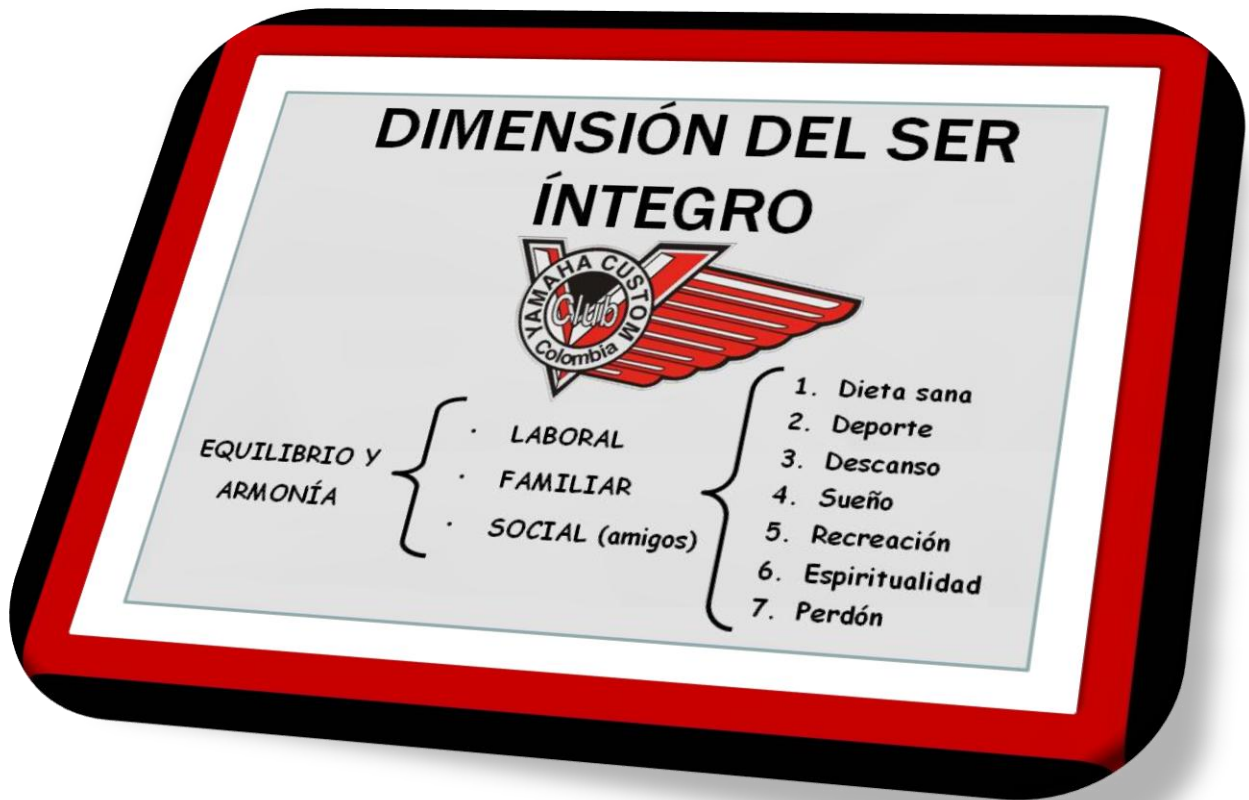 DIMENSIÓN DEL SER
ÍNTEGRO
YAMAHA CUSTOM
Club
Colombia
EQUILIBRIO Y
ARMONÍA
· LABORAL
· FAMILIAR
· SOCIAL (amigos)
1. Dieta sana
2. Deporte
3. Descanso
4. Sueño
5. Recreación
6. Espiritualidad
7. Perdón